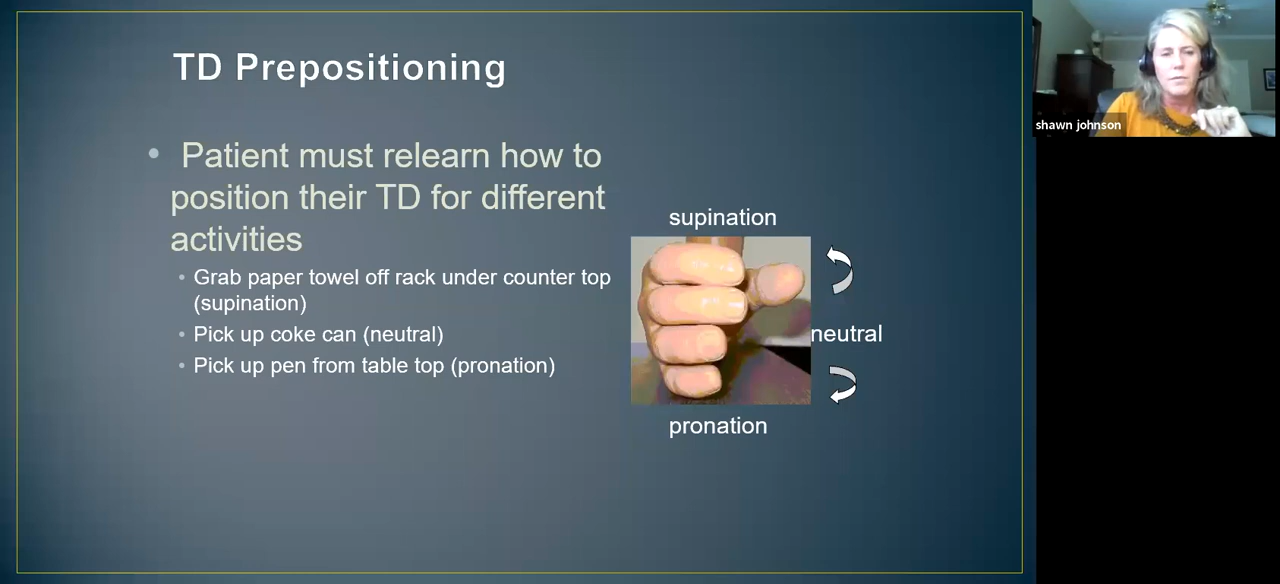 TD Prepositioning
• Patient must relearn how to
position their TD for different
activities
• Grab paper towel off rack under counter top
(supination)
• Pick up coke can (neutral)
• Pick up pen from table top (pronation)
supination
neutral
pronation
shawn johnson